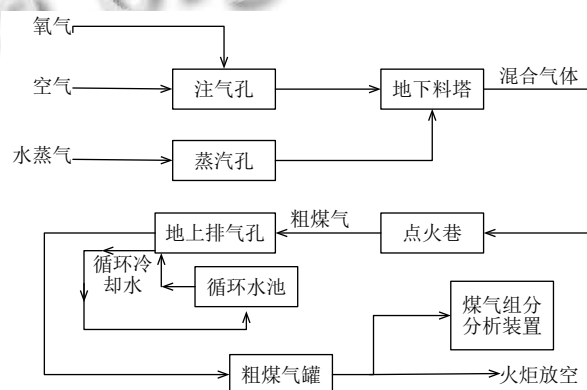 氧气
空气
注气孔
地下料塔
混合气体
水蒸气
蒸汽孔
地上排气孔
粗煤气
点火巷
循环冷
却水
循环水池
煤气组分
分析装置
粗煤气罐
火炬放空